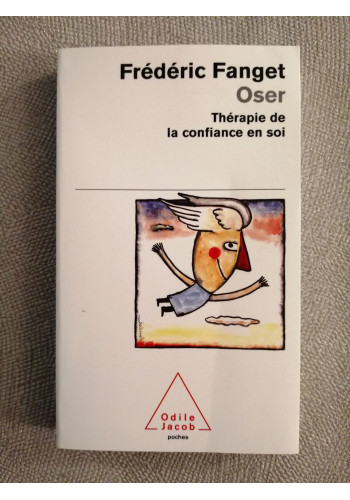 Frédéric Fanget
Oser
Thérapie de
la confiance en soi
Odile
Jacob
poches